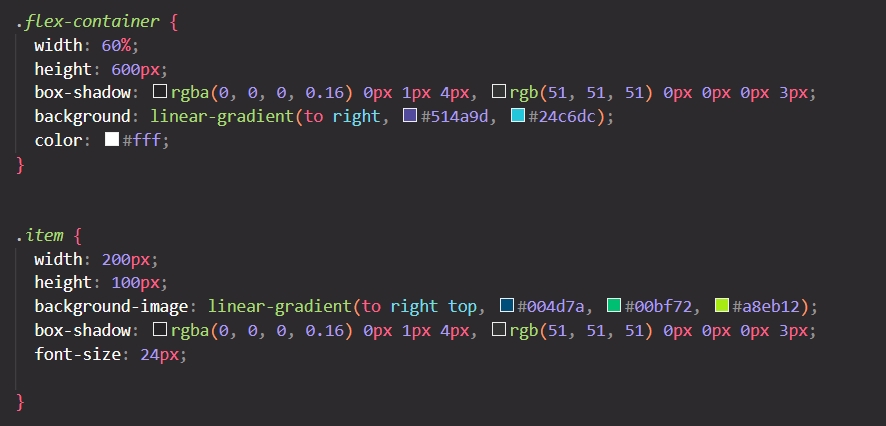 .flex-container {
width: 60%;
height: 600px;
box-shadow: rgba(0, 0, 0, 0.16) 0px 1px 4px, rgb(51, 51, 51) 0px 0px 0px 3px;
background: linear-gradient(to right, #514a9d, #24c6dc);
color: #fff;
}
.item {
width: 200px;
height: 100px;
background-image: linear-gradient(to right top, #004d7a, #00bf72, #a8eb12);
box-shadow: rgba(0, 0, 0, 0.16) 0px 1px 4px, rgb(51, 51, 51) 0px 0px 0px 3px;
font-size: 24px;
}